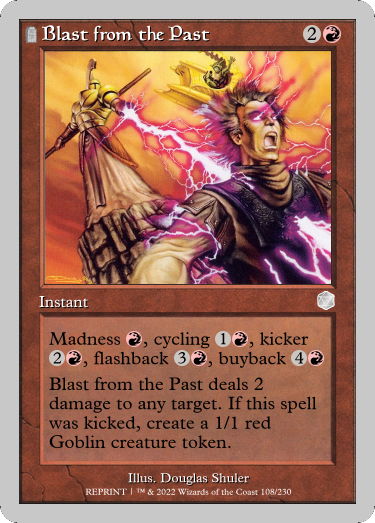 Blast from the Past 2R
Instant
Madness R, cycling 1R, kicker
2R, flashback 3R, buyback 4R
Blast from the Past deals 2
damage to any target. If this spell
was kicked, create a 1/1 red
Goblin creature token.
Illus. Douglas Shuler
REPRINT | ™ & 2022 Wizards of the Coast 108/230